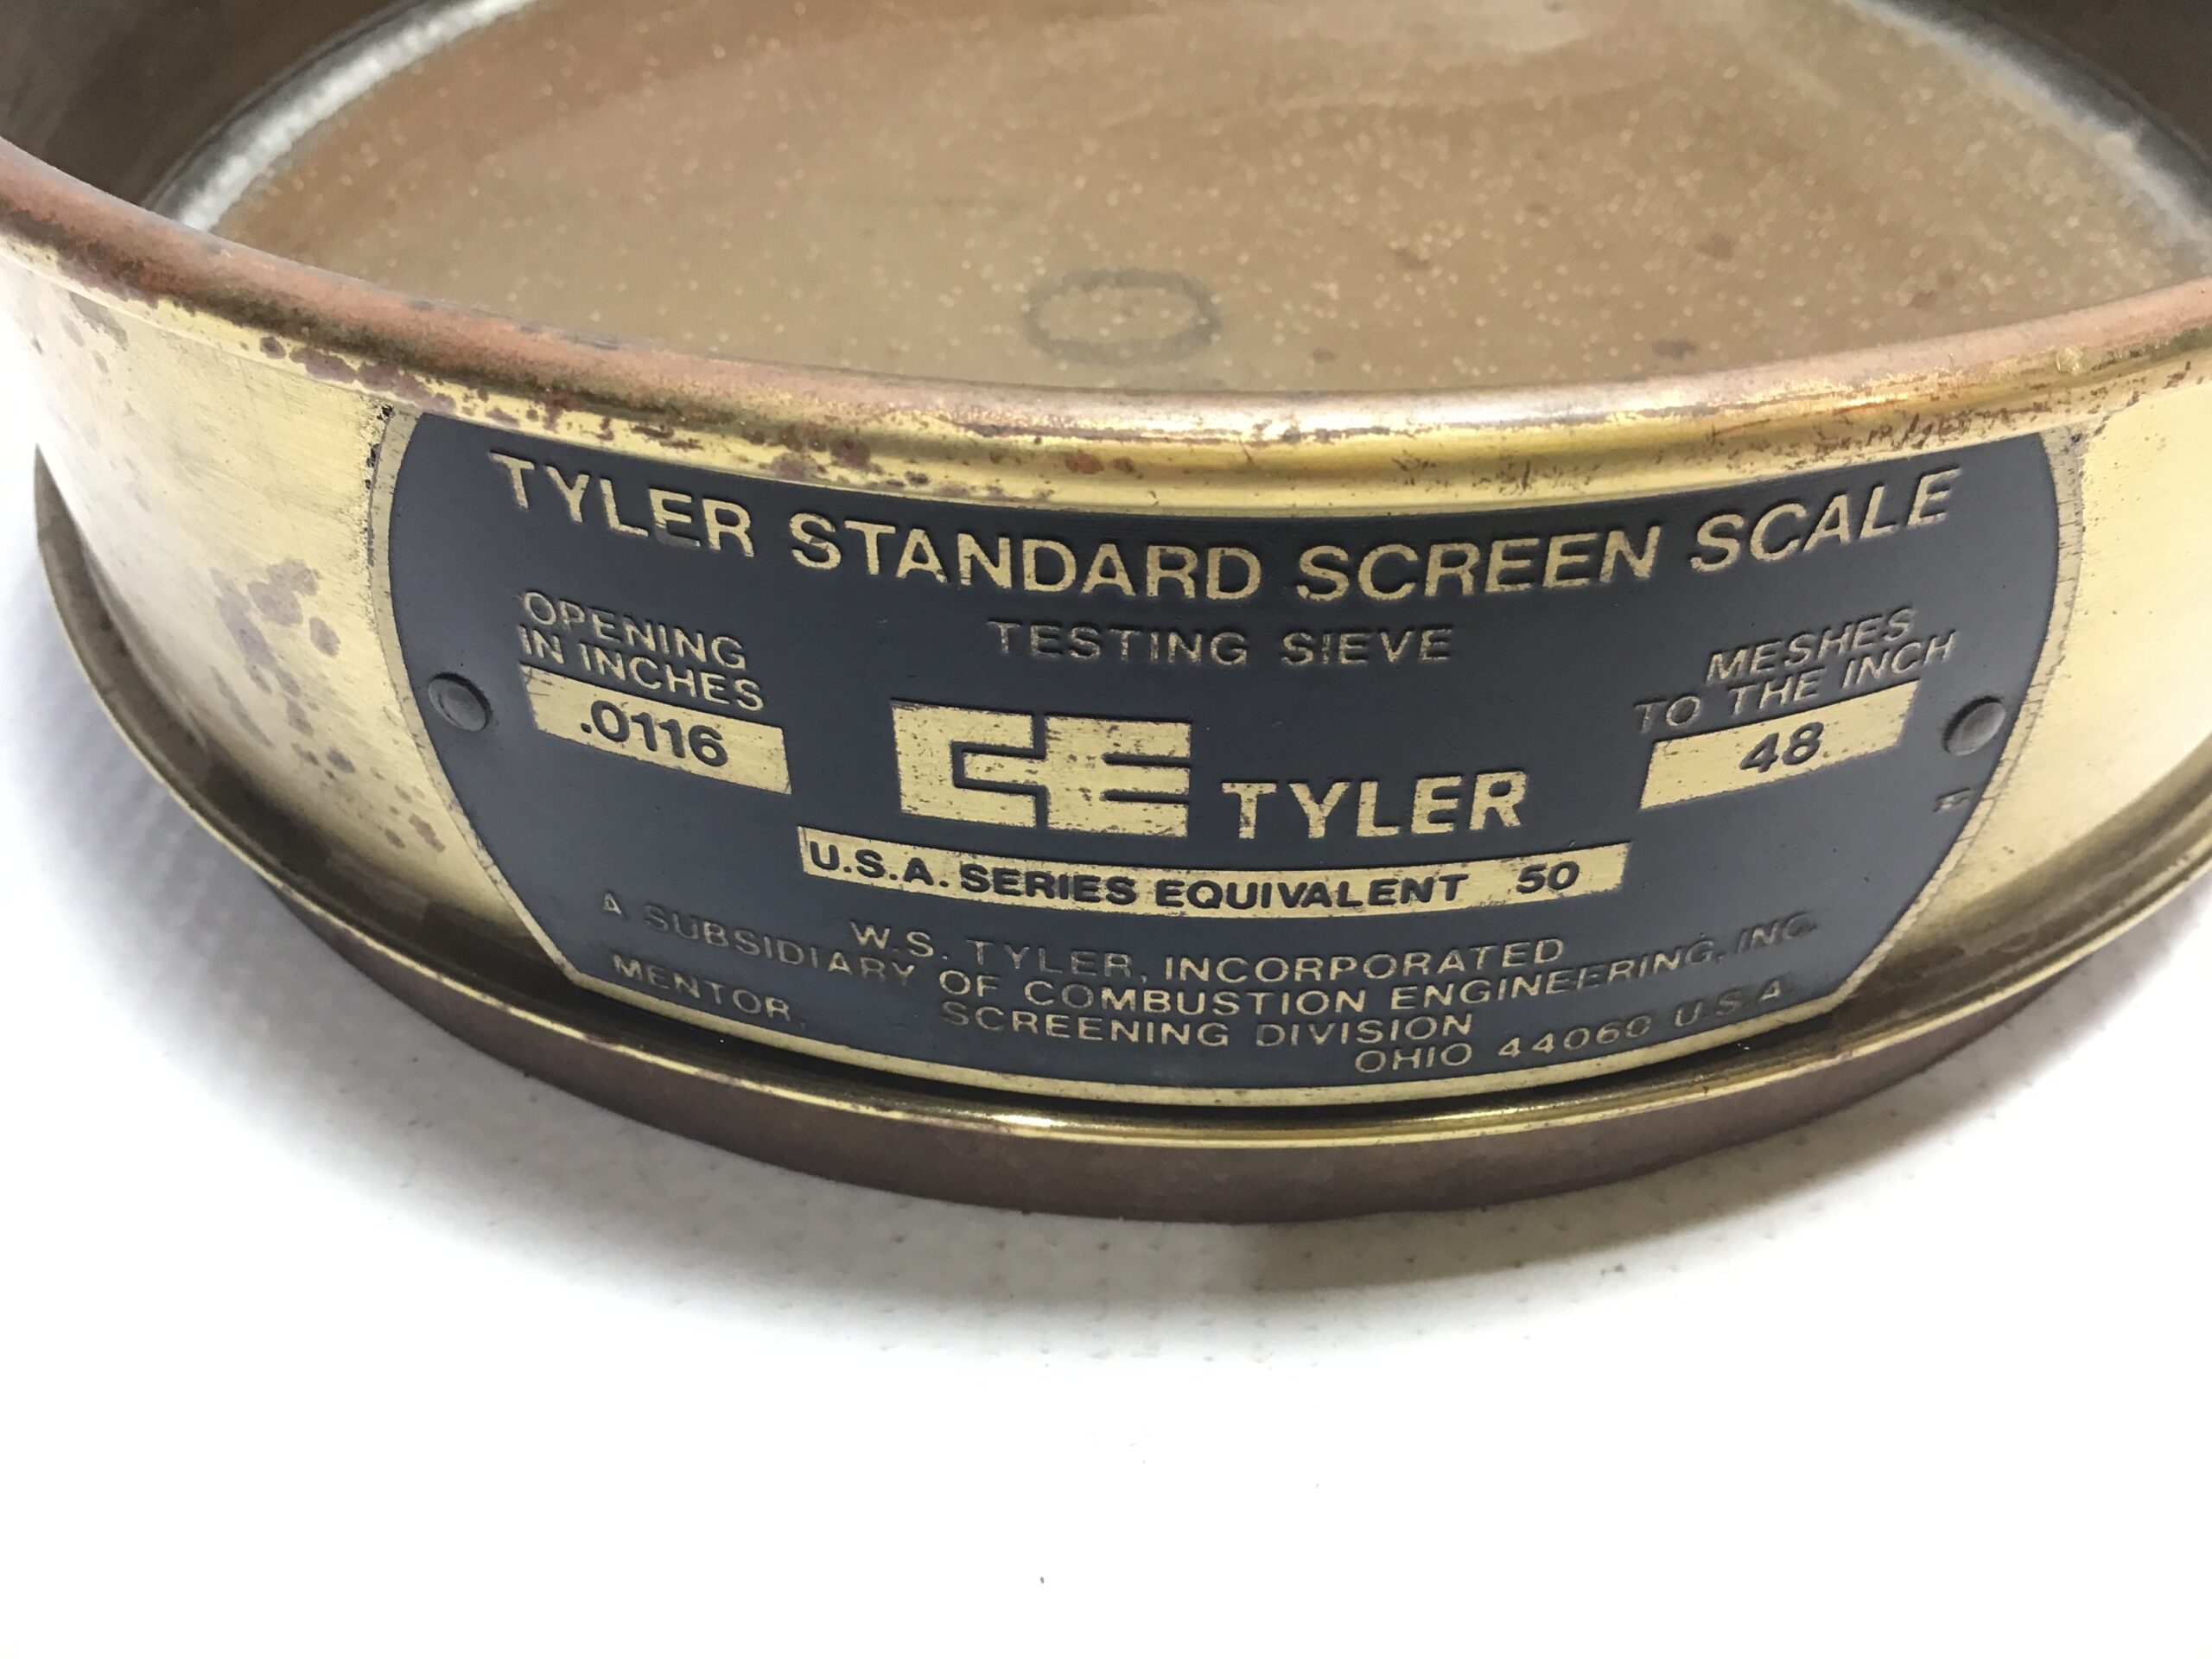 TYLER STANDARD SCREEN SCALE
TESTING SIEVE
OPENING
IN INCHES
.0116
MESHES
TO THE INCH
48
CE TYLER
U.S.A. SERIES EQUIVALENT 50
W.S. TYLER, INCORPORATED
A SUBSIDIARY OF COMBUSTION ENGINEERING, INC.
SCREENING DIVISION
MENTOR, OHIO 44060 U.S.A.